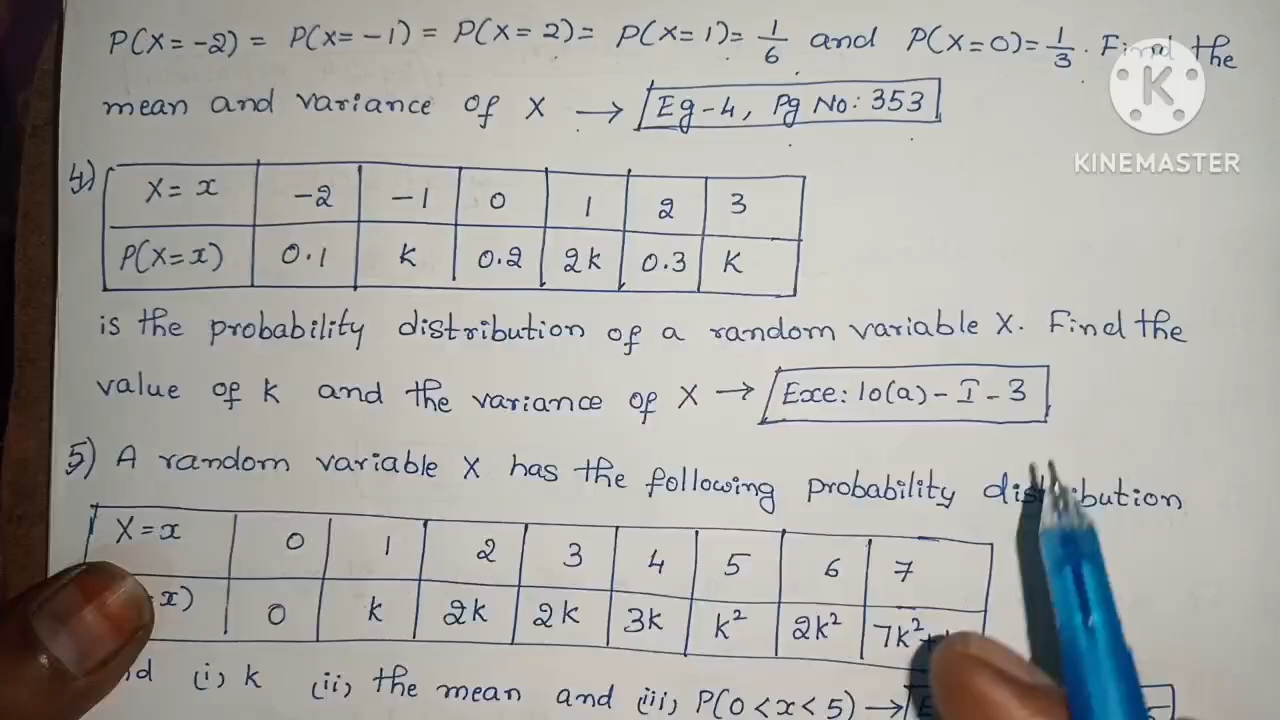 P(X=-2) = P(X=-1) = P(X=2) = P(X=1) = 1/6 and P(X=0) = 1/3. Find the
mean and variance of X → Eg-4, Pg No: 353
K
KINEMASTER
4) X=x -2 -1 0 1 2 3
P(X=x) 0.1 k 0.2 2k 0.3 K
is the probability distribution of a random variable X. Find the
value of k and the variance of X → Exe: 10(a)-I-3
5) A random variable X has the following probability distribution
X=x 0 1 2 3 4 5 6 7
x) 0 k 2k 2k 3k k² 2k² 7k²+
(i) k (ii) the mean and (iii) P(0<x<5) →